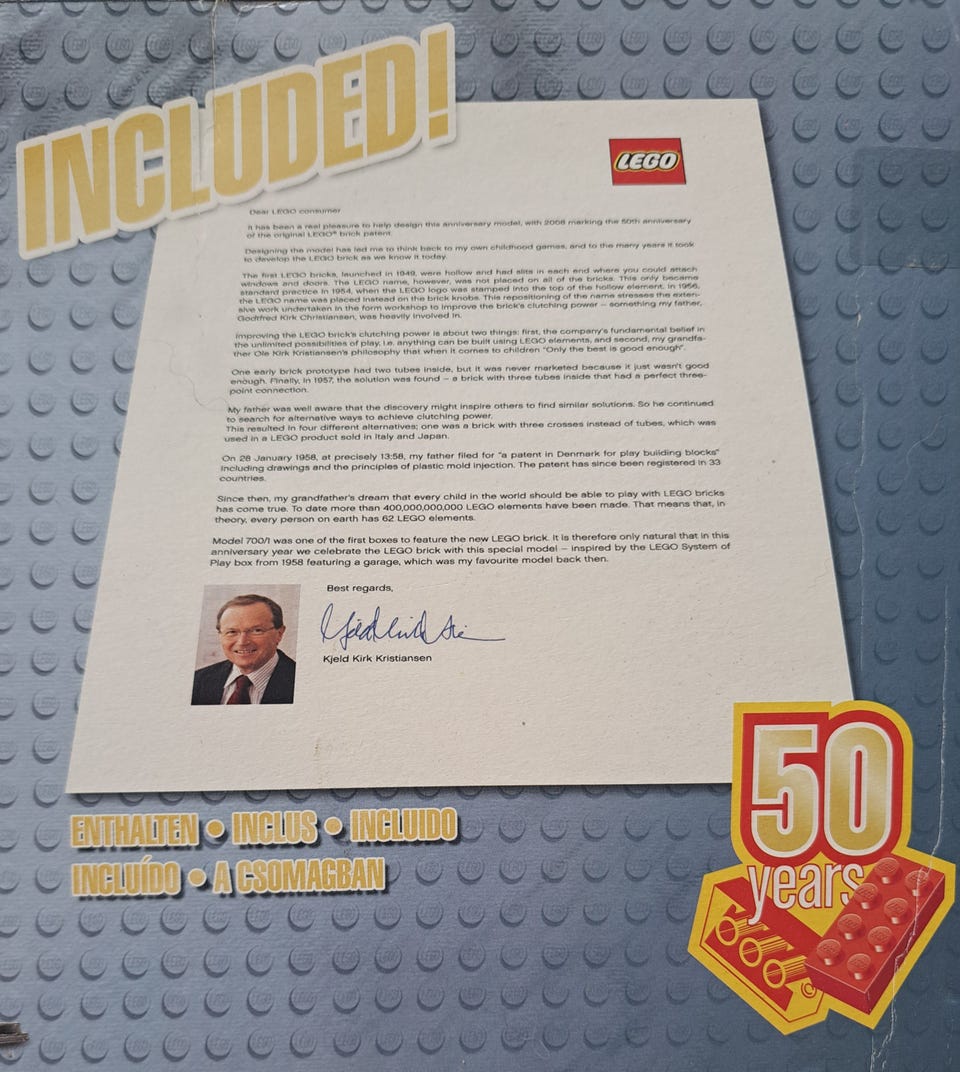 INCLUDED!
LEGO
Dear LEGO consumer
It has been a real pleasure to help design this anniversary model, with 2008 marking the 50th anniversary
of the original LEGO® brick patent.
Designing the model has led me to think back to my own childhood games, and to the many years it took
to develop the LEGO brick as we know it today.
The first LEGO bricks, launched in 1949, were hollow and had slits in each end where you could attach
windows and doors. The LEGO name, however, was not placed on all of the bricks. This only became
standard practice in 1954, when the LEGO logo was stamped into the top of the hollow element. In 1956,
the LEGO name was placed instead on the brick knobs. This repositioning of the name stresses the exten-
sive work undertaken in the form workshop to improve the brick's clutching power – something my father,
Godtfred Kirk Christiansen, was heavily involved in.
Improving the LEGO brick's clutching power is about two things: first, the company's fundamental belief in
the unlimited possibilities of play, i.e. anything can be built using LEGO elements, and second, my grandfa-
ther Ole Kirk Kristiansen's philosophy that when it comes to children "Only the best is good enough".
One early brick prototype had two tubes inside, but it was never marketed because it just wasn't good
enough. Finally, in 1957, the solution was found – a brick with three tubes inside that had a perfect three-
point connection.
My father was well aware that the discovery might inspire others to find similar solutions. So he continued
to search for alternative ways to achieve clutching power.
This resulted in four different alternatives; one was a brick with three crosses instead of tubes, which was
used in a LEGO product sold in Italy and Japan.
On 28 January 1958, at precisely 13:58, my father filed for "a patent in Denmark for play building blocks"
including drawings and the principles of plastic mold injection. The patent has since been registered in 33
countries.
Since then, my grandfather's dream that every child in the world should be able to play with LEGO bricks
has come true. To date more than 400,000,000,000 LEGO elements have been made. That means that, in
theory, every person on earth has 62 LEGO elements.
Model 700/1 was one of the first boxes to feature the new LEGO brick. It is therefore only natural that in this
anniversary year we celebrate the LEGO brick with this special model – inspired by the LEGO System of
Play box from 1958 featuring a garage, which was my favourite model back then.
Best regards,
Kjeld Kirk Kristiansen
ENTHALTEN • INCLUS • INCLUIDO
INCLUÍDO • A CSOMAGBAN
50
years
©